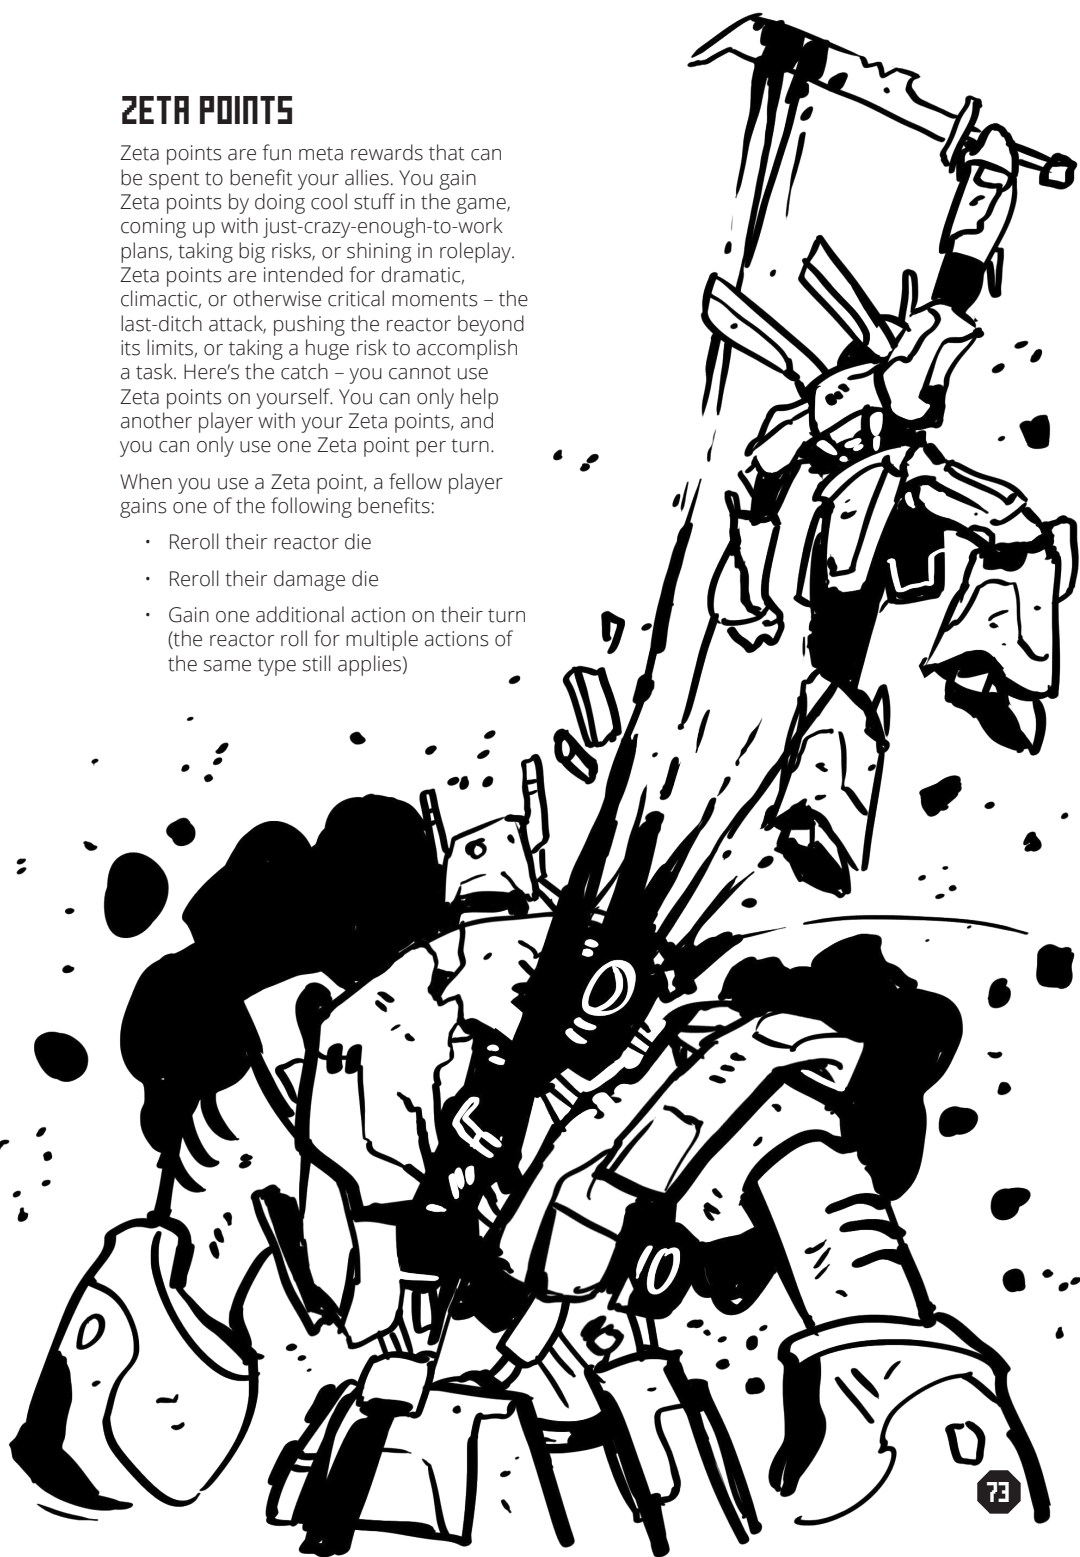 ZETA POINTS
Zeta points are fun meta rewards that can
be spent to benefit your allies. You gain
Zeta points by doing cool stuff in the game,
coming up with just-crazy-enough-to-work
plans, taking big risks, or shining in roleplay.
Zeta points are intended for dramatic,
climactic, or otherwise critical moments – the
last-ditch attack, pushing the reactor beyond
its limits, or taking a huge risk to accomplish
a task. Here’s the catch – you cannot use
Zeta points on yourself. You can only help
another player with your Zeta points, and
you can only use one Zeta point per turn.
When you use a Zeta point, a fellow player
gains one of the following benefits:
• Reroll their reactor die
• Reroll their damage die
• Gain one additional action on their turn
(the reactor roll for multiple actions of
the same type still applies)
73